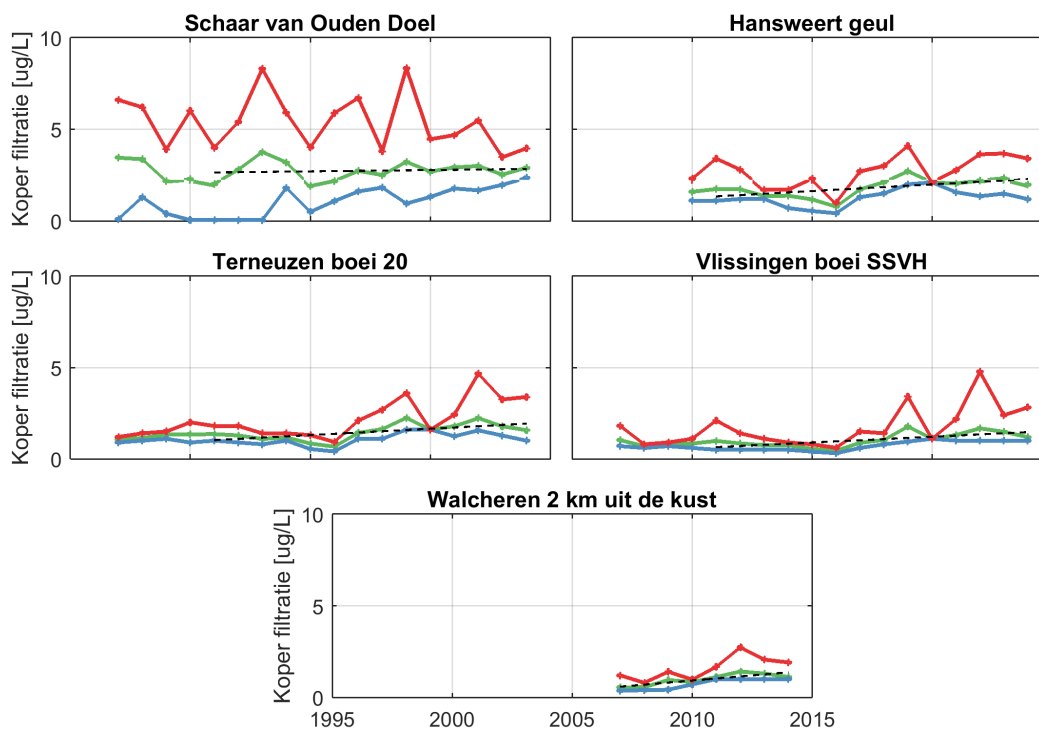 Schaar van Ouden Doel
Hansweert geul
Koper filtratie [ug/L]
10
5
0
Terneuzen boei 20
Vlissingen boei SSVH
Koper filtratie [ug/L]
10
5
0
Walcheren 2 km uit de kust
Koper filtratie [ug/L]
10
5
0
1995 2000 2005 2010 2015